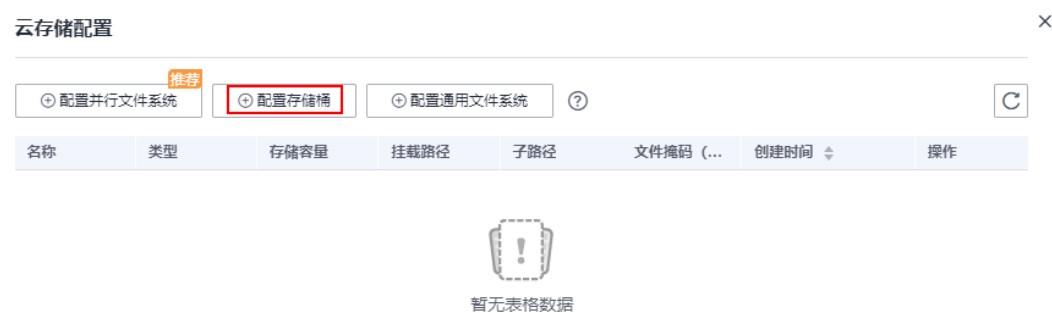 云存储配置
推荐
配置并行文件系统 配置存储桶 配置通用文件系统 ?
名称 类型 存储容量 挂载路径 子路径 文件掩码 (... 创建时间 操作
暂无表格数据